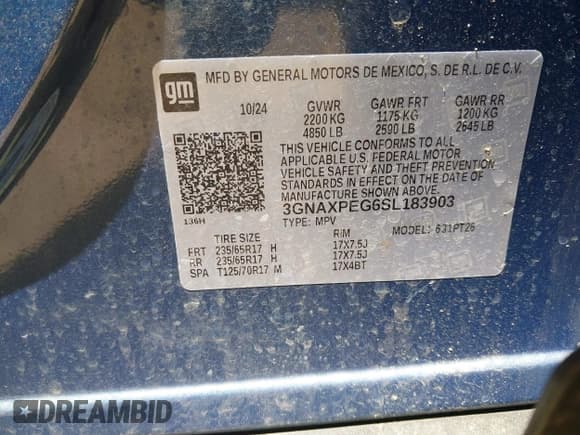 gm
MFD BY GENERAL MOTORS DE MEXICO, S. DE R.L. DE C.V.
10/24 GVWR GAWR FRT GAWR RR
2200 KG 1175 KG 1200 KG
4850 LB 2590 LB 2645 LB
THIS VEHICLE CONFORMS TO ALL
APPLICABLE U.S. FEDERAL MOTOR
VEHICLE SAFETY AND THEFT PREVENTION
STANDARDS IN EFFECT ON THE DATE OF
MANUFACTURE SHOWN ABOVE.
3GNAXPEG6SL183903
136H
TYPE: MPV MODEL: 631PT26
TIRE SIZE RIM
FRT 235/65R17 H 17X7.5J
RR 235/65R17 H 17X7.5J
SPA T125/70R17 M 17X4BT
DREAMBID